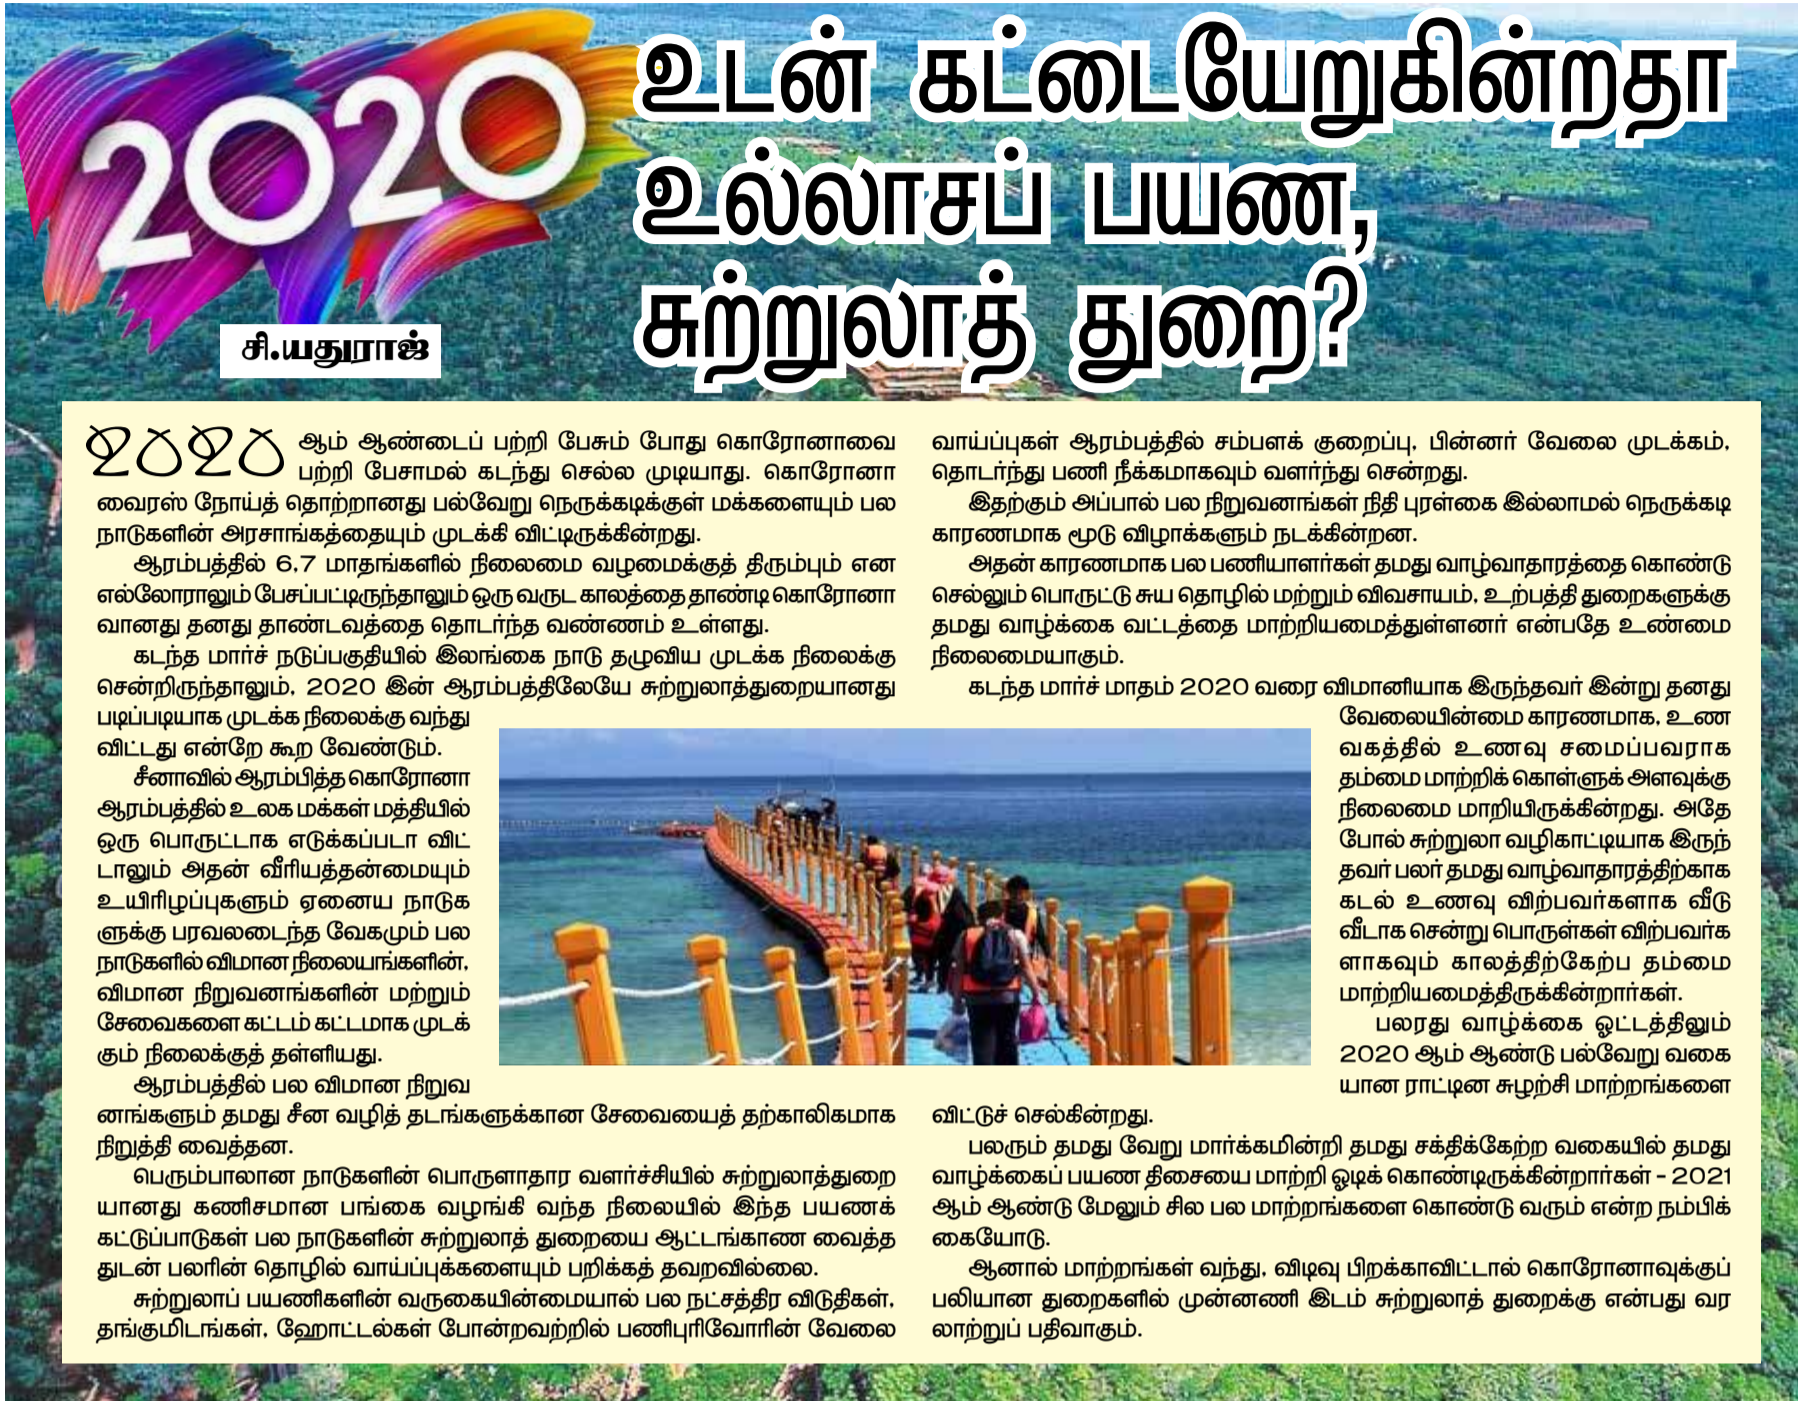 2020
உடன் கட்டையேறுகின்றதா
உல்லாசப் பயண,
சுற்றுலாத் துறை?
சி.யதுராஜ்
2020 ஆம் ஆண்டைப் பற்றி பேசும் போது கொரோனாவை
பற்றி பேசாமல் கடந்து செல்ல முடியாது. கொரோனா
வைரஸ் நோய்த் தொற்றானது பல்வேறு நெருக்கடிக்குள் மக்களையும் பல
நாடுகளின் அரசாங்கத்தையும் முடக்கி விட்டிருக்கின்றது.
ஆரம்பத்தில் 6,7 மாதங்களில் நிலைமை வழமைக்குத் திரும்பும் என
எல்லோராலும் பேசப்பட்டிருந்தாலும் ஒரு வருட காலத்தை தாண்டி கொரோனா
வானது தனது தாண்டவத்தை தொடர்ந்த வண்ணம் உள்ளது.
கடந்த மார்ச் நடுப்பகுதியில் இலங்கை நாடு தழுவிய முடக்க நிலைக்கு
சென்றிருந்தாலும், 2020 இன் ஆரம்பத்திலேயே சுற்றுலாத்துறையானது
படிப்படியாக முடக்க நிலைக்கு வந்து
விட்டது என்றே கூற வேண்டும்.
சீனாவில் ஆரம்பித்த கொரோனா
ஆரம்பத்தில் உலக மக்கள் மத்தியில்
ஒரு பொருட்டாக எடுக்கப்படா விட்
டாலும் அதன் வீரியத்தன்மையும்
உயிரிழப்புகளும் ஏனைய நாடுக
ளுக்கு பரவலடைந்த வேகமும் பல
நாடுகளில் விமான நிலையங்களின்,
விமான நிறுவனங்களின் மற்றும்
சேவைகளை கட்டம் கட்டமாக முடக்
கும் நிலைக்குத் தள்ளியது.
ஆரம்பத்தில் பல விமான நிறுவ
னங்களும் தமது சீன வழித் தடங்களுக்கான சேவையைத் தற்காலிகமாக
நிறுத்தி வைத்தன.
பெரும்பாலான நாடுகளின் பொருளாதார வளர்ச்சியில் சுற்றுலாத்துறை
யானது கணிசமான பங்கை வழங்கி வந்த நிலையில் இந்த பயணக்
கட்டுப்பாடுகள் பல நாடுகளின் சுற்றுலாத் துறையை ஆட்டங்காண வைத்த
துடன் பலரின் தொழில் வாய்ப்புக்களையும் பறிக்கத் தவறவில்லை.
சுற்றுலாப் பயணிகளின் வருகையின்மையால் பல நட்சத்திர விடுதிகள்,
தங்குமிடங்கள், ஹோட்டல்கள் போன்றவற்றில் பணிபுரிவோரின் வேலை
வாய்ப்புகள் ஆரம்பத்தில் சம்பளக் குறைப்பு, பின்னர் வேலை முடக்கம்,
தொடர்ந்து பணி நீக்கமாகவும் வளர்ந்து சென்றது.
இதற்கும் அப்பால் பல நிறுவனங்கள் நிதி புரள்கை இல்லாமல் நெருக்கடி
காரணமாக மூடு விழாக்களும் நடக்கின்றன.
அதன் காரணமாக பல பணியாளர்கள் தமது வாழ்வாதாரத்தை கொண்டு
செல்லும் பொருட்டு சுய தொழில் மற்றும் விவசாயம், உற்பத்தி துறைகளுக்கு
தமது வாழ்க்கை வட்டத்தை மாற்றியமைத்துள்ளனர் என்பதே உண்மை
நிலைமையாகும்.
கடந்த மார்ச் மாதம் 2020 வரை விமானியாக இருந்தவர் இன்று தனது
வேலையின்மை காரணமாக, உண
வகத்தில் உணவு சமைப்பவராக
தம்மை மாற்றிக் கொள்ளுக் அளவுக்கு
நிலைமை மாறியிருக்கின்றது. அதே
போல் சுற்றுலா வழிகாட்டியாக இருந்
தவர் பலர் தமது வாழ்வாதாரத்திற்காக
கடல் உணவு விற்பவர்களாக வீடு
வீடாக சென்று பொருள்கள் விற்பவர்க
ளாகவும் காலத்திற்கேற்ப தம்மை
மாற்றியமைத்திருக்கின்றார்கள்.
பலரது வாழ்க்கை ஓட்டத்திலும்
2020 ஆம் ஆண்டு பல்வேறு வகை
யான ராட்டின சுழற்சி மாற்றங்களை
விட்டுச் செல்கின்றது.
பலரும் தமது வேறு மார்க்கமின்றி தமது சக்திக்கேற்ற வகையில் தமது
வாழ்க்கைப் பயண திசையை மாற்றி ஓடிக் கொண்டிருக்கின்றார்கள் - 2021
ஆம் ஆண்டு மேலும் சில பல மாற்றங்களை கொண்டு வரும் என்ற நம்பிக்
கையோடு.
ஆனால் மாற்றங்கள் வந்து, விடிவு பிறக்காவிட்டால் கொரோனாவுக்குப்
பலியான துறைகளில் முன்னணி இடம் சுற்றுலாத் துறைக்கு என்பது வர
லாற்றுப் பதிவாகும்.